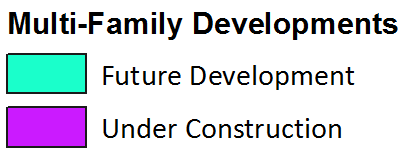 Multi-Family Developments
Future Development
Under Construction